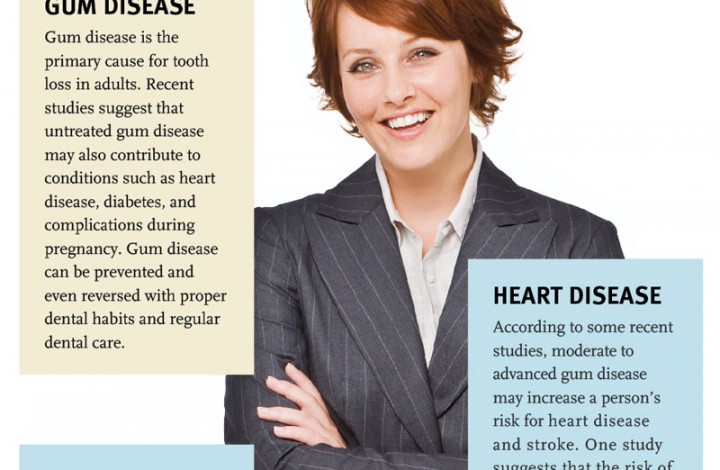 GUM DISEASE
Gum disease is the
primary cause for tooth
loss in adults. Recent
studies suggest that
untreated gum disease
may also contribute to
conditions such as heart
disease, diabetes, and
complications during
pregnancy. Gum disease
can be prevented and
even reversed with proper
dental habits and regular
dental care.
HEART DISEASE
According to some recent
studies, moderate to
advanced gum disease
may increase a person’s
risk for heart disease
and stroke. One study
suggests that the risk of